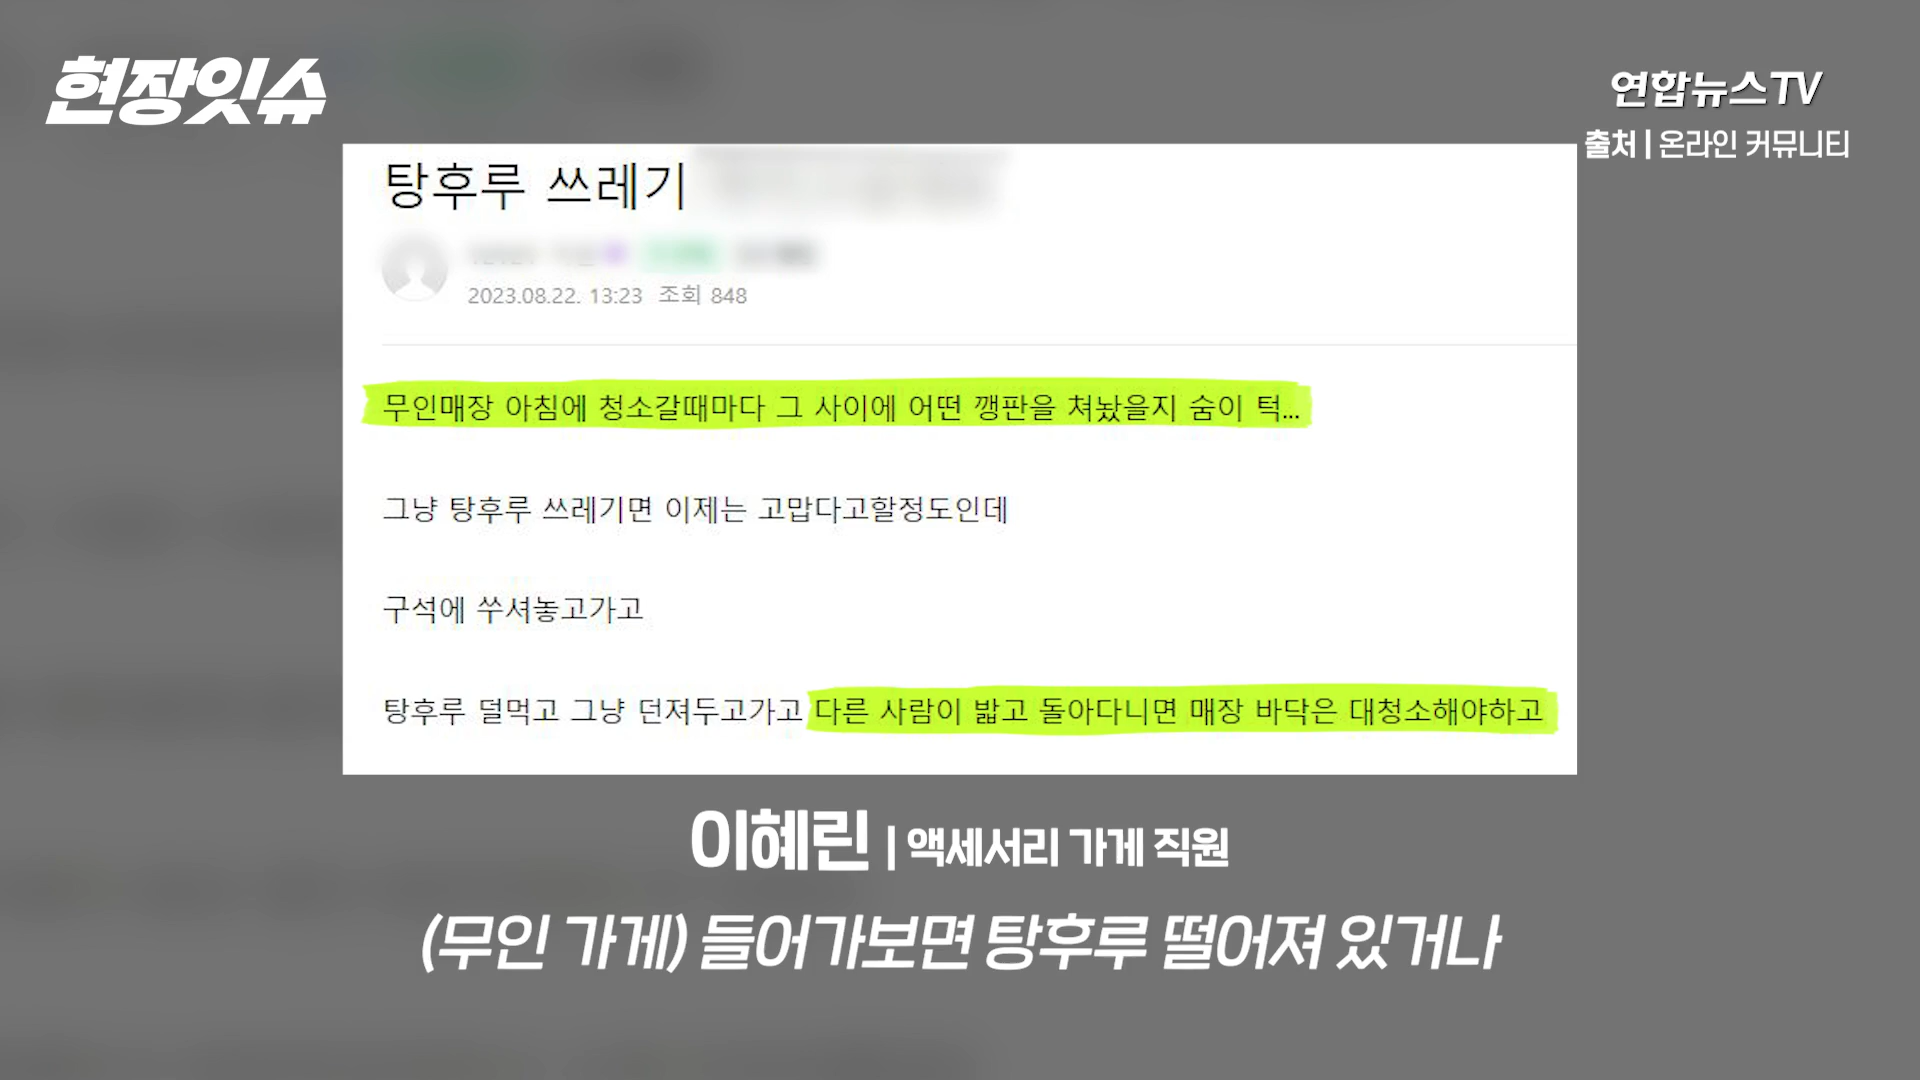 현장잇슈
연합뉴스TV
출처 | 온라인 커뮤니티
탕후루 쓰레기
2023.08.22. 13:23 조회 848
무인매장 아침에 청소갈때마다 그 사이에 어떤 깽판을 쳐놨을지 숨이 턱...
그냥 탕후루 쓰레기면 이제는 고맙다고할정도인데
구석에 쑤셔놓고가고
탕후루 덜먹고 그냥 던져두고가고 다른 사람이 밟고 돌아다니면 매장 바닥은 대청소해야하고
이혜린 | 액세서리 가게 직원
(무인 가게) 들어가보면 탕후루 떨어져 있거나